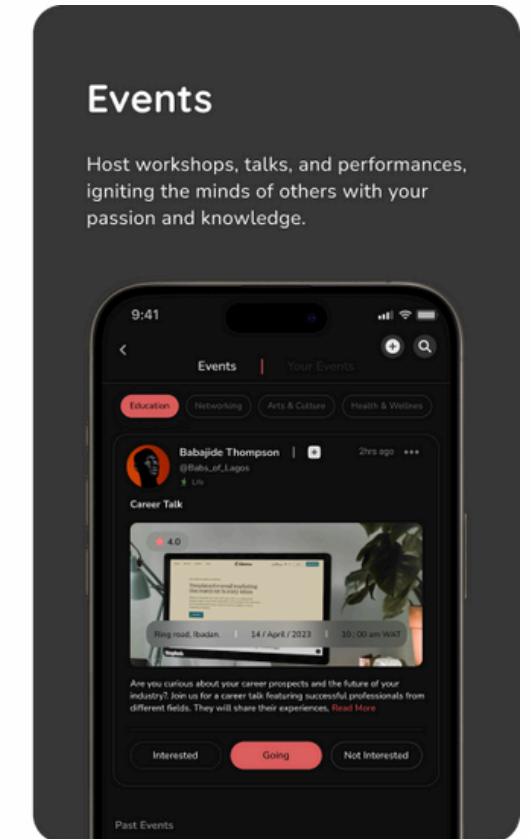 Events
Host workshops, talks, and performances,
igniting the minds of others with your
passion and knowledge.
9:41
Events | Your Events
Education Networking Arts & Culture Health & Wellnes
Babajide Thompson | 2hrs ago
@Babs_of_Lagos
Life
Career Talk
4.0
Ring road, Ibadan. | 14 / April / 2023 | 10 : 00 am WAT
Are you curious about your career prospects and the future of your
industry?. Join us for a career talk featuring successful professionals from
different fields. They will share their experiences, Read More
Interested Going Not Interested
Past Events